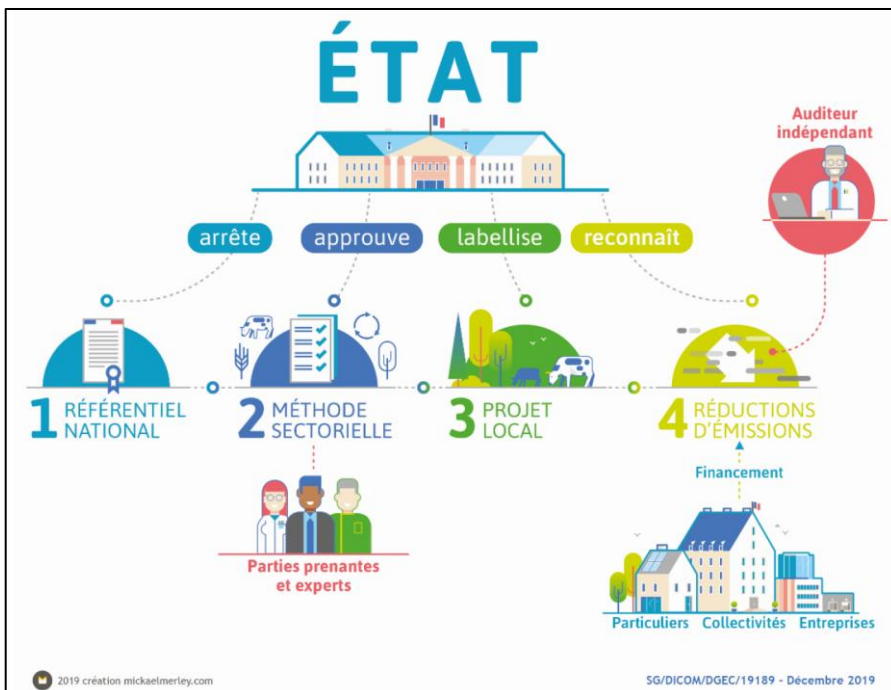 ÉTAT
Auditeur
indépendant
arrête
approuve
labellise
reconnaît
1 RÉFÉRENTIEL
NATIONAL
2 MÉTHODE
SECTORIELLE
3 PROJET
LOCAL
4 RÉDUCTIONS
D'ÉMISSIONS
Financement
Parties prenantes
et experts
Particuliers
Collectivités
Entreprises
2019 création mickaelmerley.com
SG/DICOM/DGEC/19189 - Décembre 2019